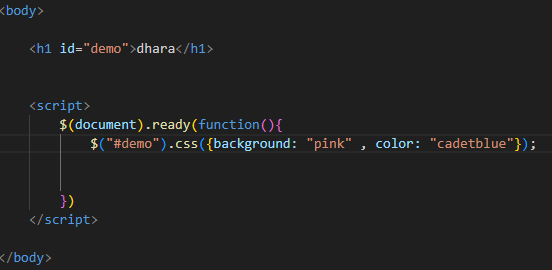 <body>
<h1 id="demo">dhara</h1>
<script>
$(document).ready(function(){
$("#demo").css({background: "pink" , color: "cadetblue"});
})
</script>
</body>